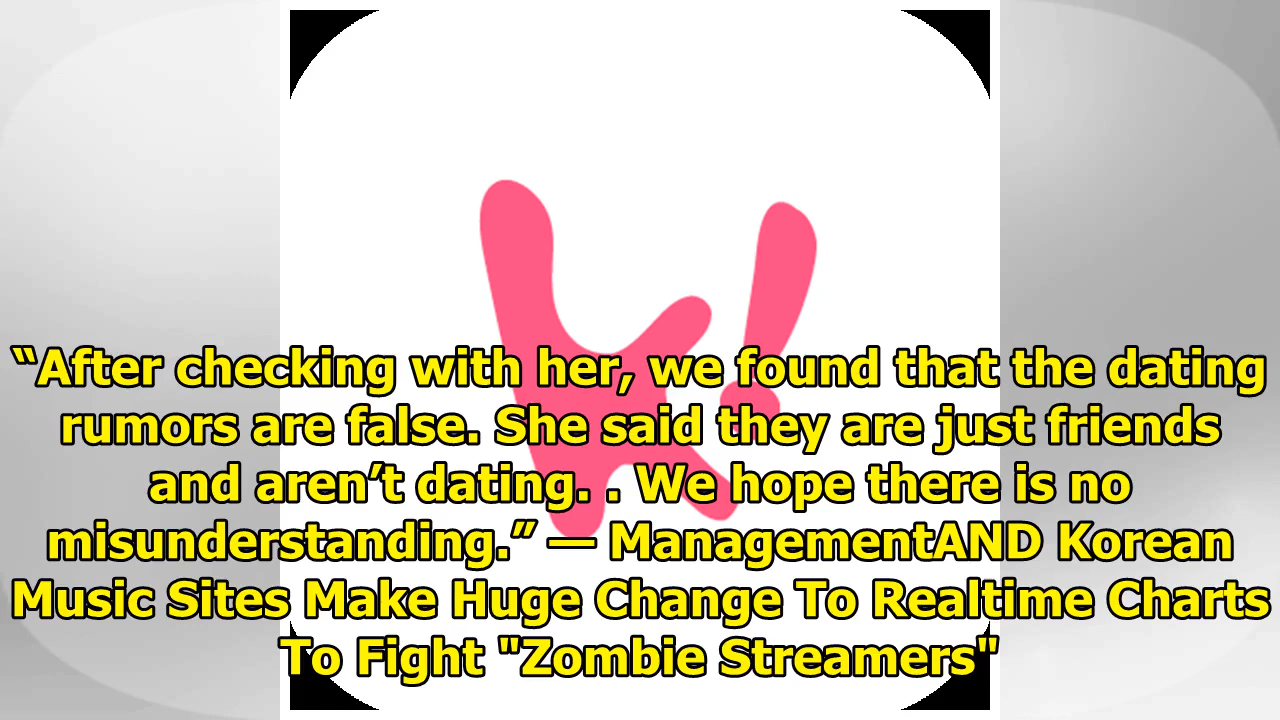 “After checking with her, we found that the dating
rumors are false. She said they are just friends
and aren’t dating. . We hope there is no
misunderstanding.” — ManagementAND Korean
Music Sites Make Huge Change To Realtime Charts
To Fight "Zombie Streamers"